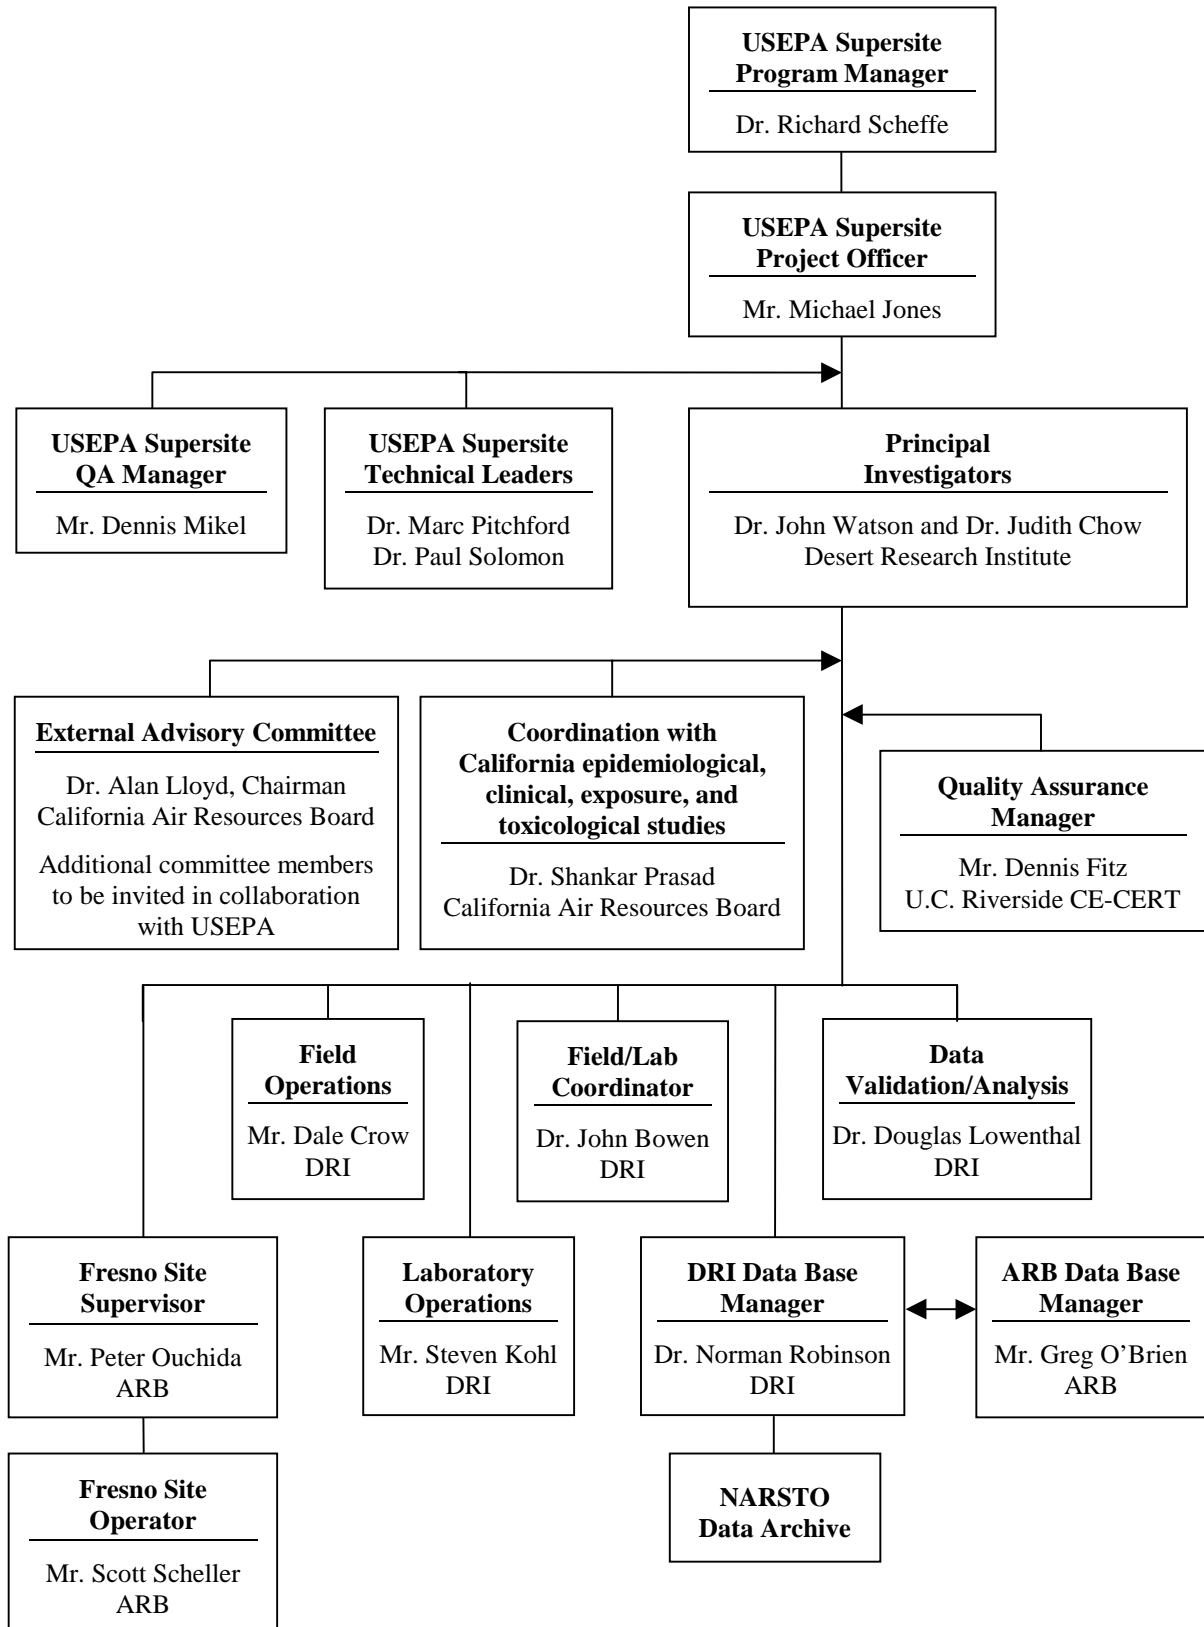 USEPA Supersite
Program Manager
Dr. Richard Scheffe
USEPA Supersite
Project Officer
Mr. Michael Jones
USEPA Supersite
QA Manager
Mr. Dennis Mikel
USEPA Supersite
Technical Leaders
Dr. Marc Pitchford
Dr. Paul Solomon
Principal
Investigators
Dr. John Watson and Dr. Judith Chow
Desert Research Institute
External Advisory Committee
Dr. Alan Lloyd, Chairman
California Air Resources Board
Additional committee members
to be invited in collaboration
with USEPA
Coordination with
California epidemiological,
clinical, exposure, and
toxicological studies
Dr. Shankar Prasad
California Air Resources Board
Quality Assurance
Manager
Mr. Dennis Fitz
U.C. Riverside CE-CERT
Field
Operations
Mr. Dale Crow
DRI
Field/Lab
Coordinator
Dr. John Bowen
DRI
Data
Validation/Analysis
Dr. Douglas Lowenthal
DRI
Fresno Site
Supervisor
Mr. Peter Ouchida
ARB
Laboratory
Operations
Mr. Steven Kohl
DRI
DRI Data Base
Manager
Dr. Norman Robinson
DRI
ARB Data Base
Manager
Mr. Greg O’Brien
ARB
Fresno Site
Operator
Mr. Scott Scheller
ARB
NARSTO
Data Archive